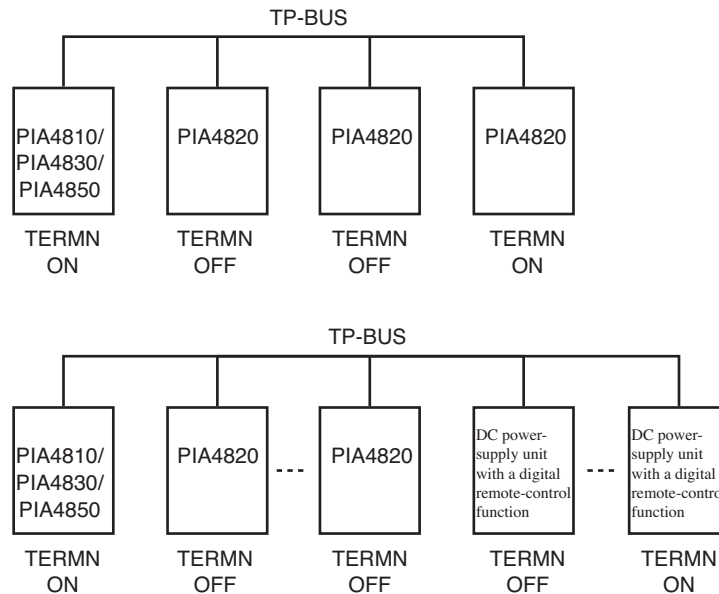 TP-BUS
PIA4810/
PIA4830/
PIA4850
PIA4820
PIA4820
PIA4820
TERMN
ON
TERMN
OFF
TERMN
OFF
TERMN
ON
TP-BUS
PIA4810/
PIA4830/
PIA4850
PIA4820
PIA4820
DC power-
supply unit
with a digital
remote-control
function
DC power-
supply unit
with a digital
remote-control
function
TERMN
ON
TERMN
OFF
TERMN
OFF
TERMN
OFF
TERMN
ON